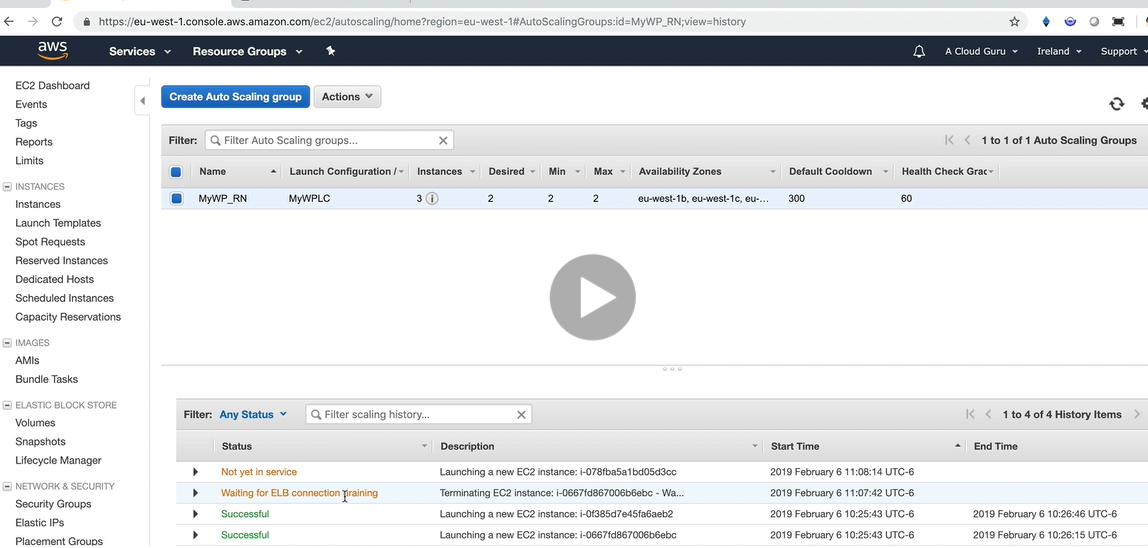 https://eu-west-1.console.aws.amazon.com/ec2/autoscaling/home?region=eu-west-1#AutoScalingGroups:id=MyWP_RN;view=history
aws Services Resource Groups A Cloud Guru Ireland Support
EC2 Dashboard
Events
Tags
Reports
Limits
INSTANCES
Instances
Launch Templates
Spot Requests
Reserved Instances
Dedicated Hosts
Scheduled Instances
Capacity Reservations
IMAGES
AMIs
Bundle Tasks
ELASTIC BLOCK STORE
Volumes
Snapshots
Lifecycle Manager
NETWORK & SECURITY
Security Groups
Elastic IPs
Placement Groups
Create Auto Scaling group Actions
Filter: Filter Auto Scaling groups... 1 to 1 of 1 Auto Scaling Groups
Name Launch Configuration / Instances Desired Min Max Availability Zones Default Cooldown Health Check Grac
MyWP_RN MyWPLC 3 2 2 2 eu-west-1b, eu-west-1c, eu-... 300 60
Filter: Any Status Filter scaling history... 1 to 4 of 4 History Items
Status Description Start Time End Time
Not yet in service Launching a new EC2 instance: i-078fba5a1bd05d3cc 2019 February 6 11:08:14 UTC-6
Waiting for ELB connection draining Terminating EC2 instance: i-0667fd867006b6ebc - Wa... 2019 February 6 11:07:42 UTC-6
Successful Launching a new EC2 instance: i-0f385d7e45fa6aeb2 2019 February 6 10:25:43 UTC-6 2019 February 6 10:26:46 UTC-6
Successful Launching a new EC2 instance: i-0667fd867006b6ebc 2019 February 6 10:25:43 UTC-6 2019 February 6 10:26:15 UTC-6